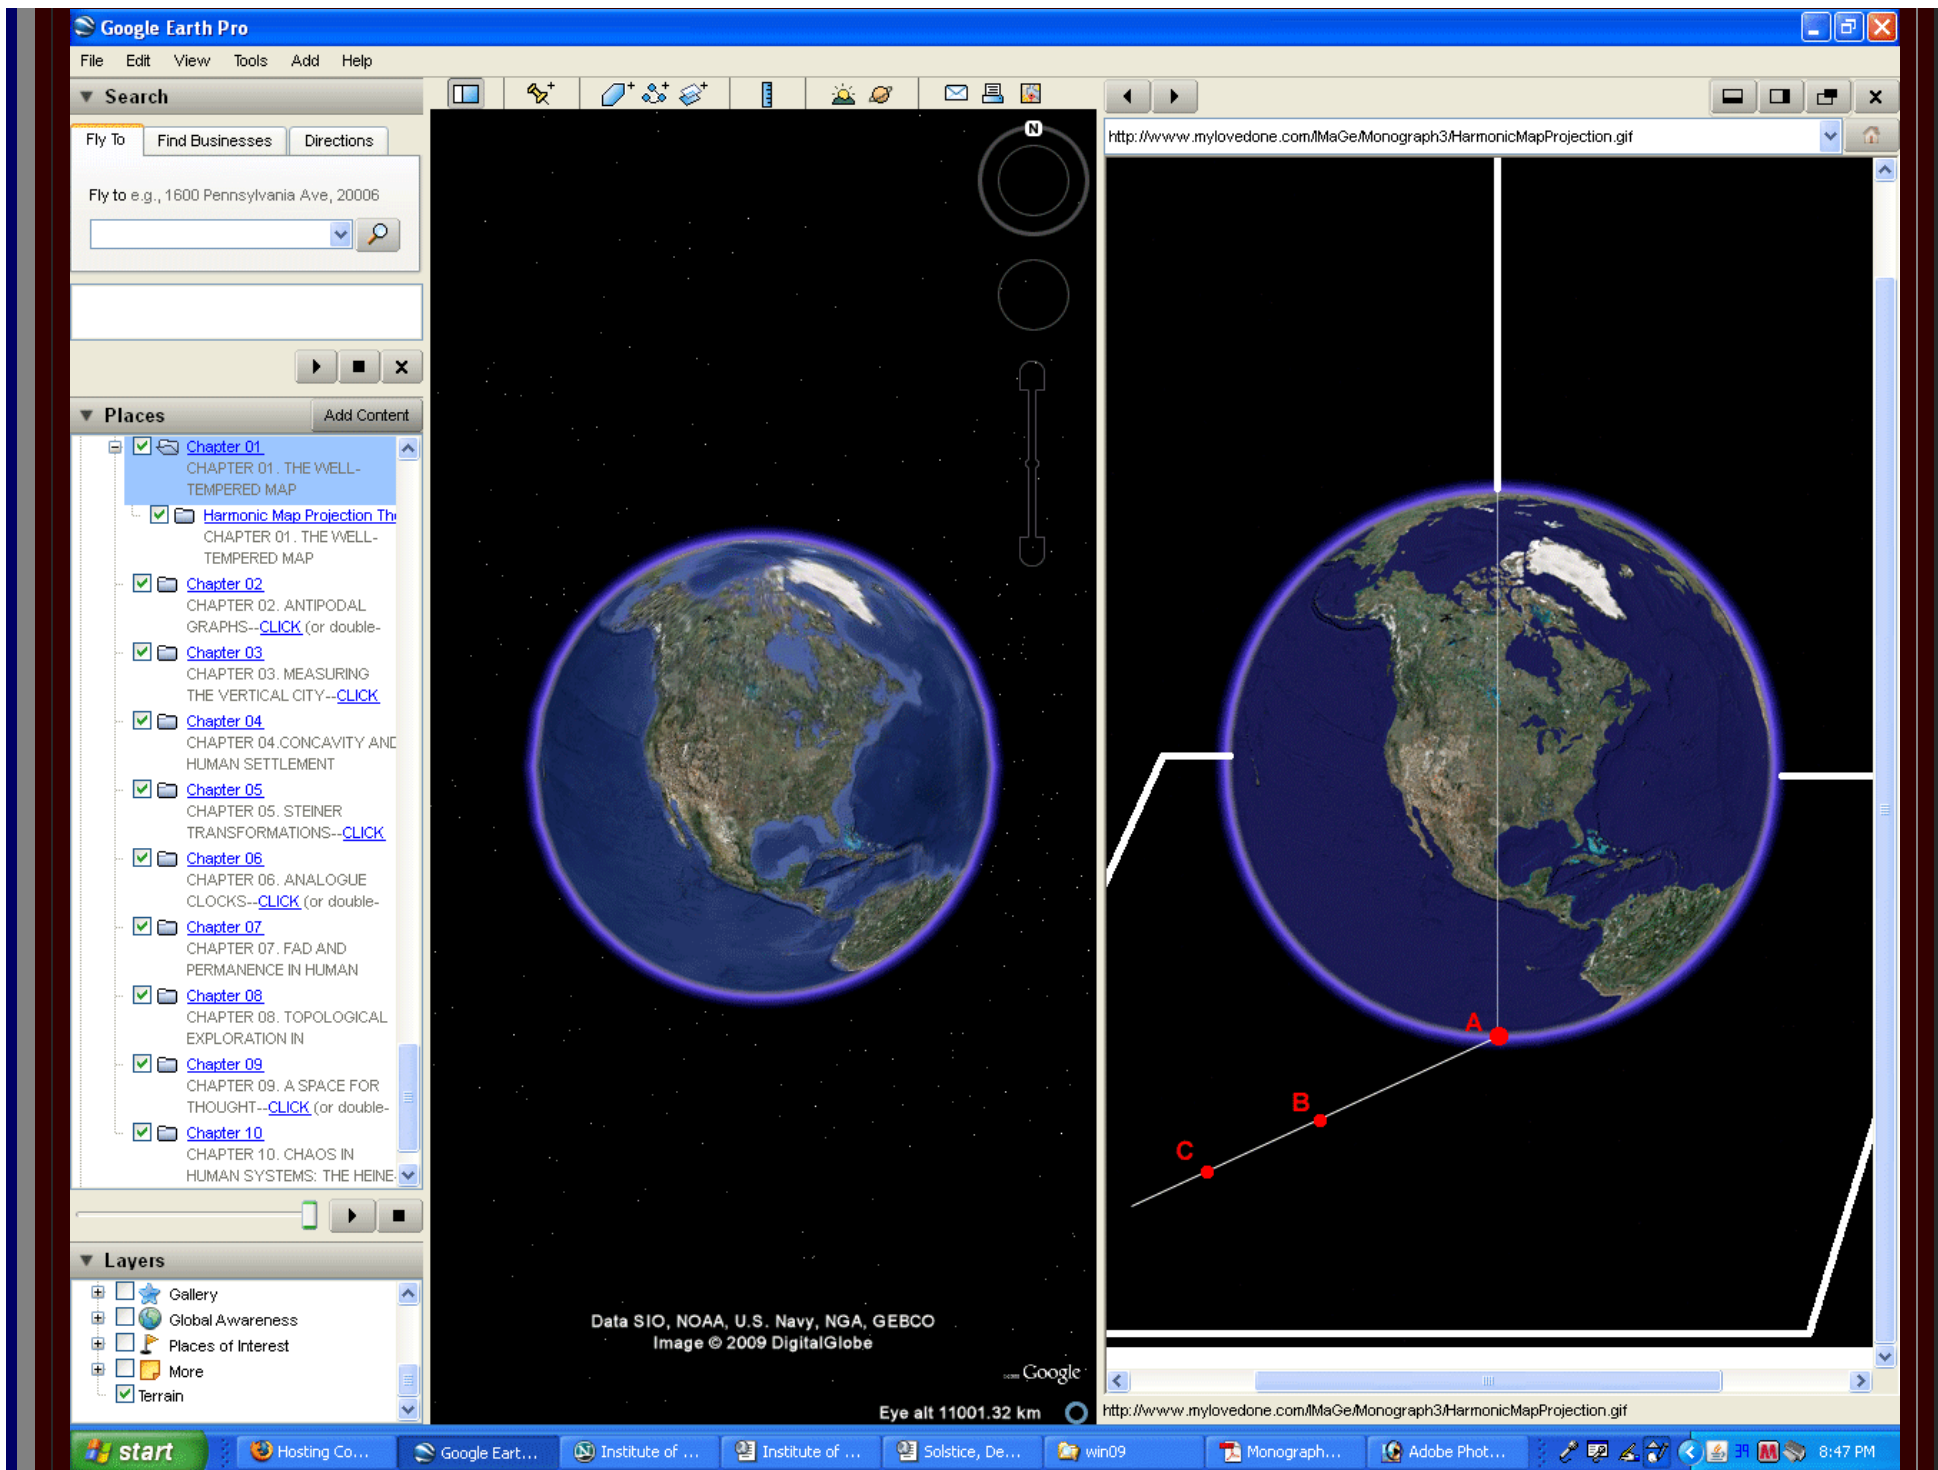 Google Earth Pro
File Edit View Tools Add Help
Search
Fly To Find Businesses Directions
Fly to e.g., 1600 Pennsylvania Ave, 20006
Places Add Content
Chapter 01
CHAPTER 01. THE WELL-
TEMPERED MAP
Harmonic Map Projection The
CHAPTER 01. THE WELL-
TEMPERED MAP
Chapter 02
CHAPTER 02. ANTIPODAL
GRAPHS--CLICK (or double-
Chapter 03
CHAPTER 03. MEASURING
THE VERTICAL CITY--CLICK
Chapter 04
CHAPTER 04.CONCAVITY AND
HUMAN SETTLEMENT
Chapter 05
CHAPTER 05. STEINER
TRANSFORMATIONS--CLICK
Chapter 06
CHAPTER 06. ANALOGUE
CLOCKS--CLICK (or double-
Chapter 07
CHAPTER 07. FAD AND
PERMANENCE IN HUMAN
Chapter 08
CHAPTER 08. TOPOLOGICAL
EXPLORATION IN
Chapter 09
CHAPTER 09. A SPACE FOR
THOUGHT--CLICK (or double-
Chapter 10
CHAPTER 10. CHAOS IN
HUMAN SYSTEMS: THE HEINE-
Layers
Gallery
Global Awareness
Places of Interest
More
Terrain
N
Data SIO, NOAA, U.S. Navy, NGA, GEBCO
Image © 2009 DigitalGlobe
Google
Eye alt 11001.32 km
http://www.mylovedone.com/IMaGe/Monograph3/HarmonicMapProjection.gif
A
B
C
http://www.mylovedone.com/IMaGe/Monograph3/HarmonicMapProjection.gif
start Hosting Co... Google Eart... Institute of ... Institute of ... Solstice, De... win09 Monograph... Adobe Phot... 39 8:47 PM